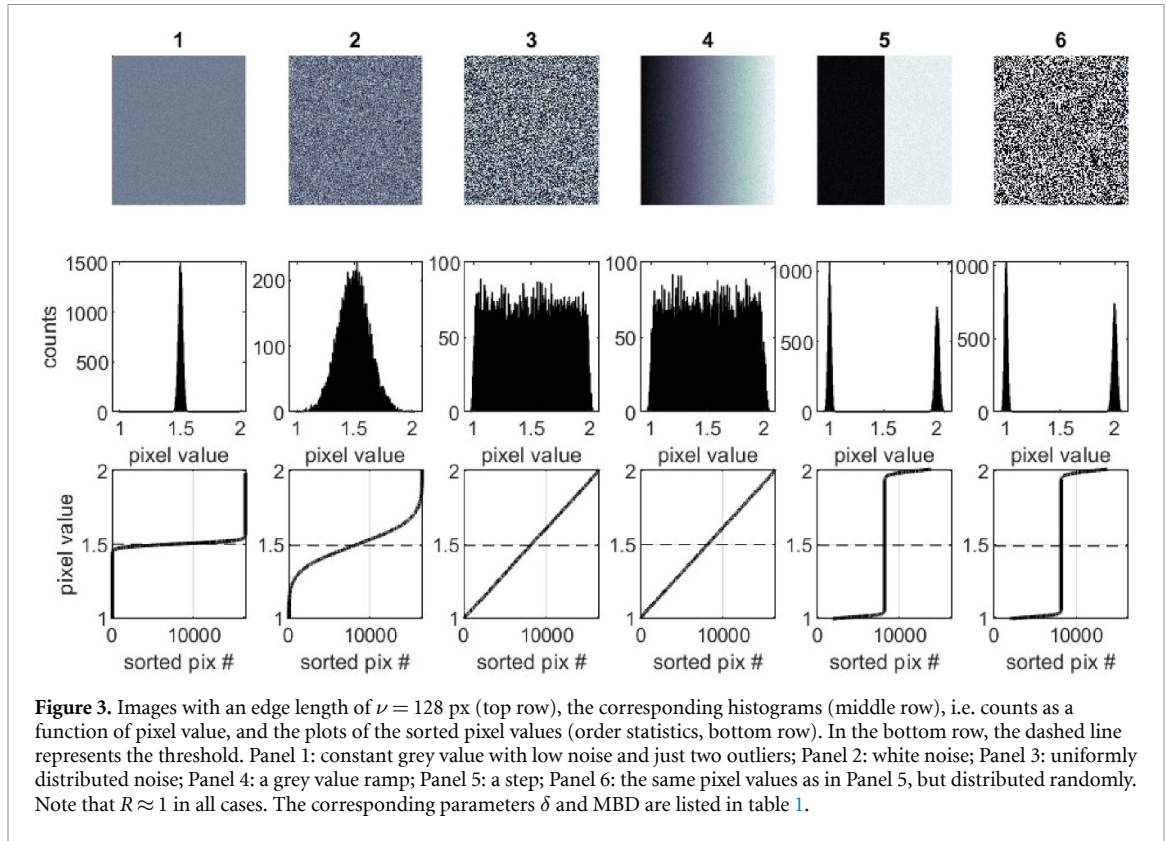 1 2 3 4 5 6
counts
1500
1000
500
0
1 1.5 2
pixel value
200
100
0
1 1.5 2
pixel value
100
50
0
1 1.5 2
pixel value
100
50
0
1 1.5 2
pixel value
1000
500
0
1 1.5 2
pixel value
1000
500
0
1 1.5 2
pixel value
pixel value
2
1.5
1
0 10000
sorted pix #
2
1.5
1
0 10000
sorted pix #
2
1.5
1
0 10000
sorted pix #
2
1.5
1
0 10000
sorted pix #
2
1.5
1
0 10000
sorted pix #
2
1.5
1
0 10000
sorted pix #
Figure 3. Images with an edge length of ν = 128 px (top row), the corresponding histograms (middle row), i.e. counts as a
function of pixel value, and the plots of the sorted pixel values (order statistics, bottom row). In the bottom row, the dashed line
represents the threshold. Panel 1: constant grey value with low noise and just two outliers; Panel 2: white noise; Panel 3: uniformly
distributed noise; Panel 4: a grey value ramp; Panel 5: a step; Panel 6: the same pixel values as in Panel 5, but distributed randomly.
Note that R ≈ 1 in all cases. The corresponding parameters δ and MBD are listed in table 1.